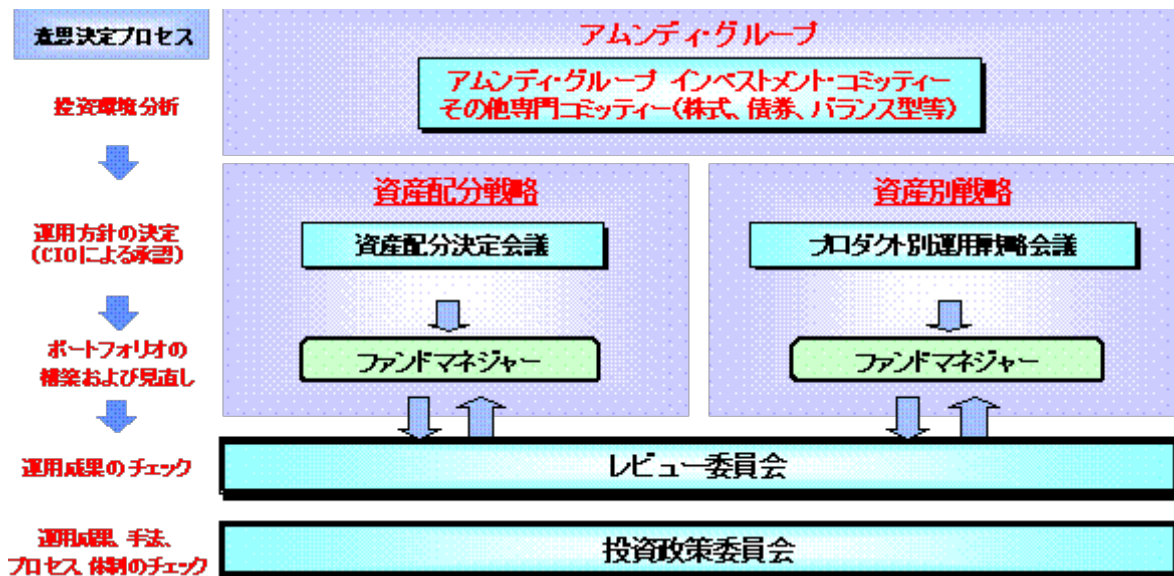 意思決定プロセス
アムンディ・グループ
アムンディ・グループ インベストメント・コミッティー
その他専門コミッティー(株式、債券、バランス型等)
投資環境分析
資産配分戦略
資産別戦略
運用方針の決定
(CIOによる承認)
資産配分決定会議
プロダクト別運用戦略会議
ポートフォリオの
構築および見直し
ファンドマネジャー
ファンドマネジャー
運用成果のチェック
レビュー委員会
運用成果、手法、
プロセス、体制のチェック
投資政策委員会